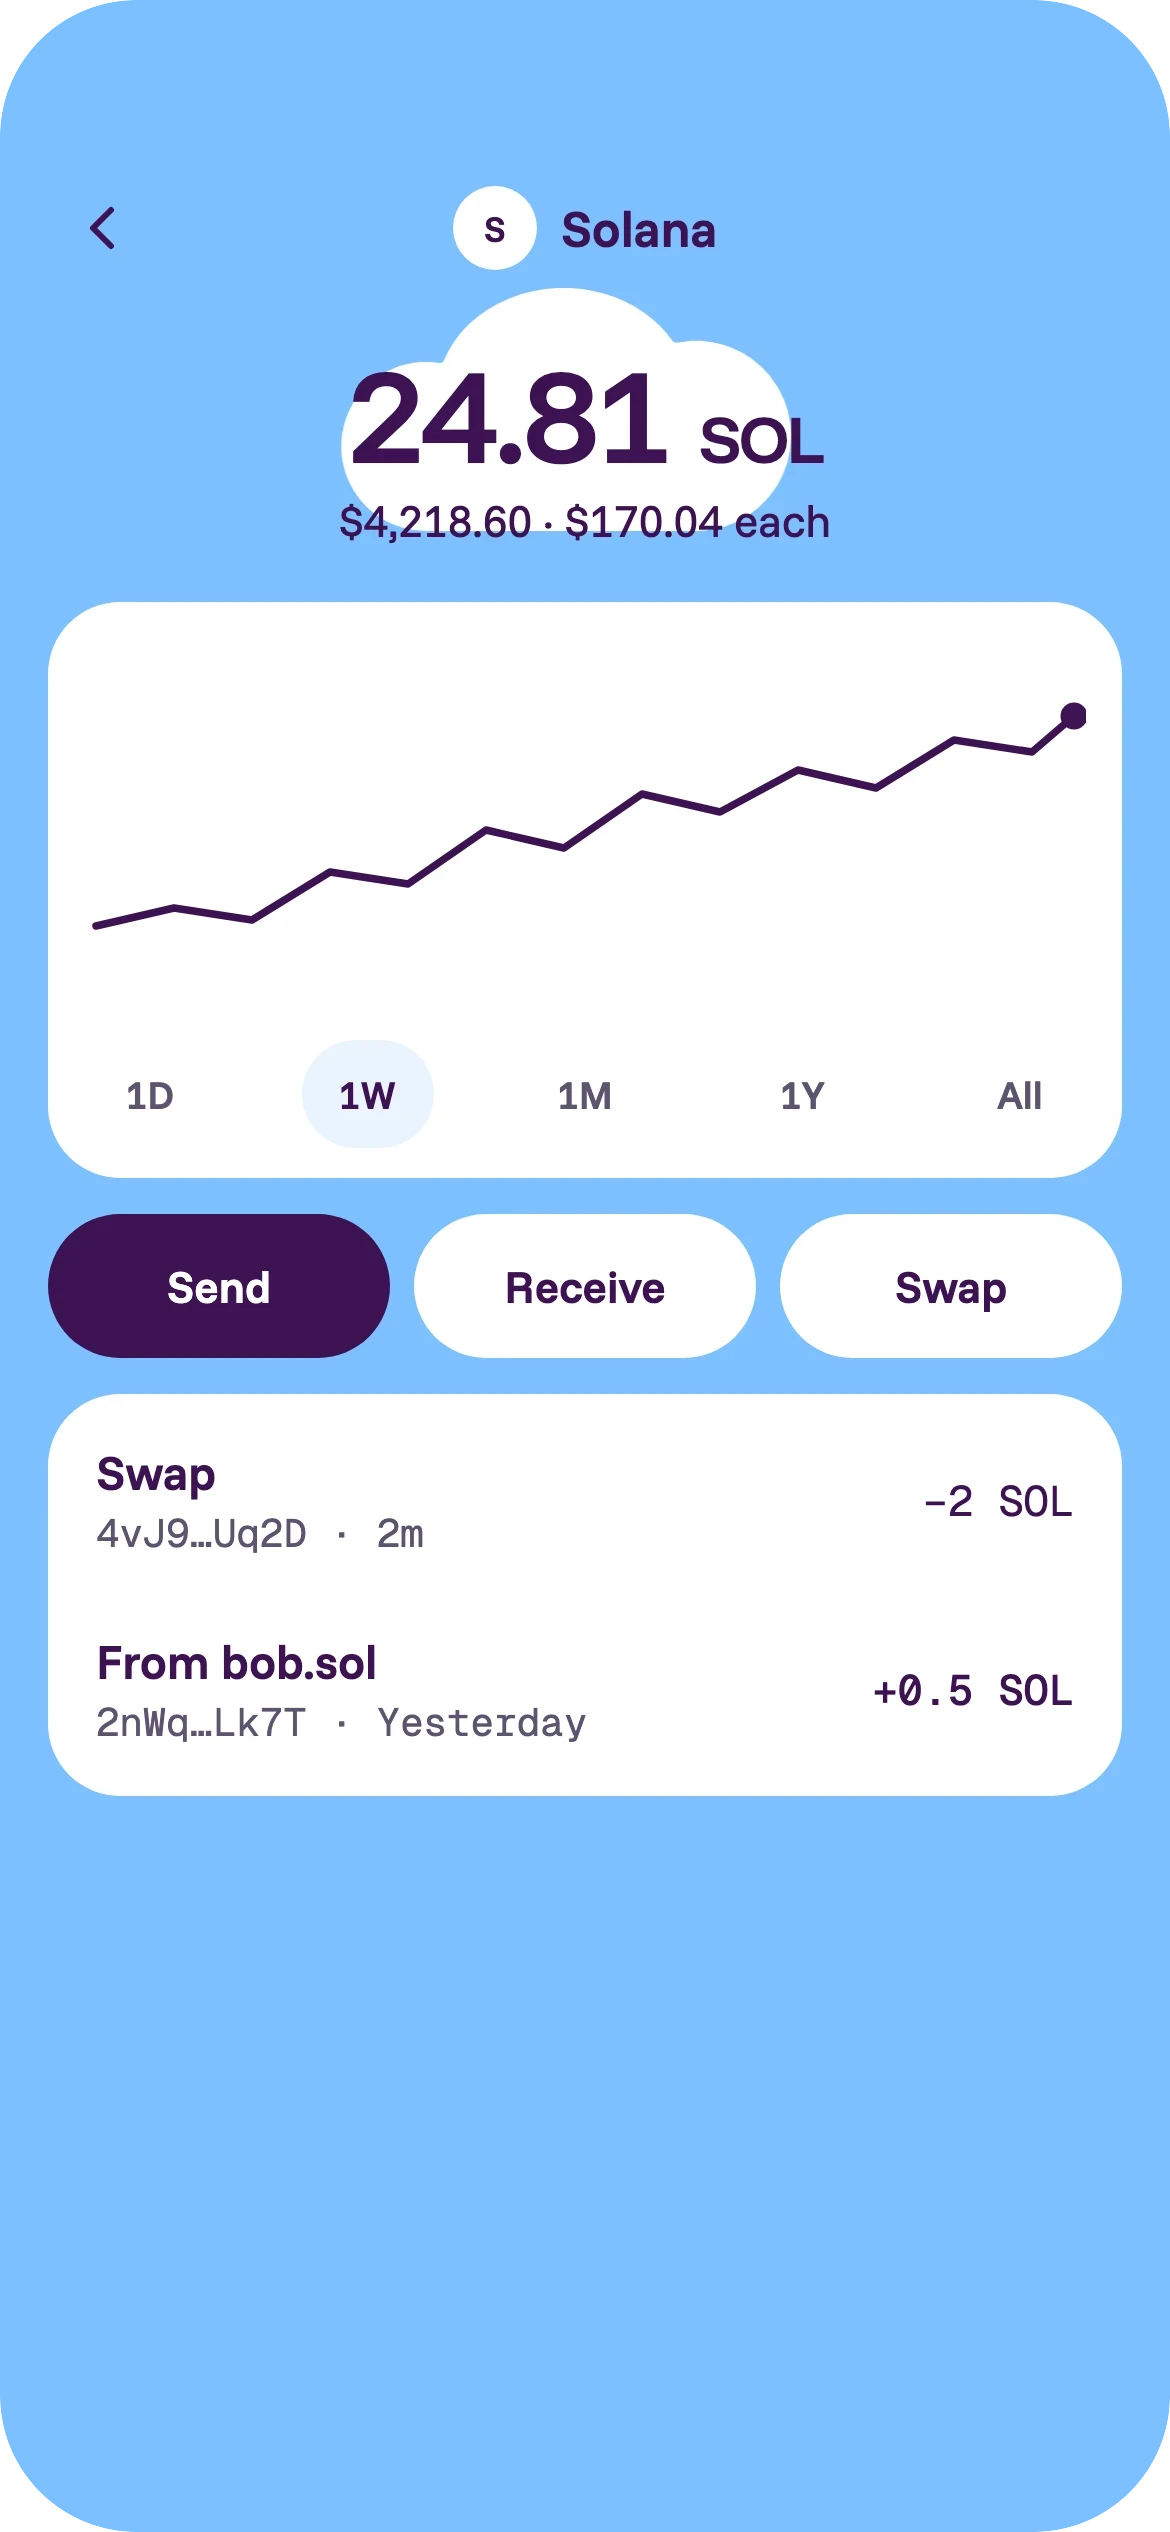 S Solana
24.81 SOL
$4,218.60 · $170.04 each
1D 1W 1M 1Y All
Send Receive Swap
Swap
4vJ9…Uq2D · 2m
−2 SOL
From bob.sol
2nWq…Lk7T · Yesterday
+0.5 SOL